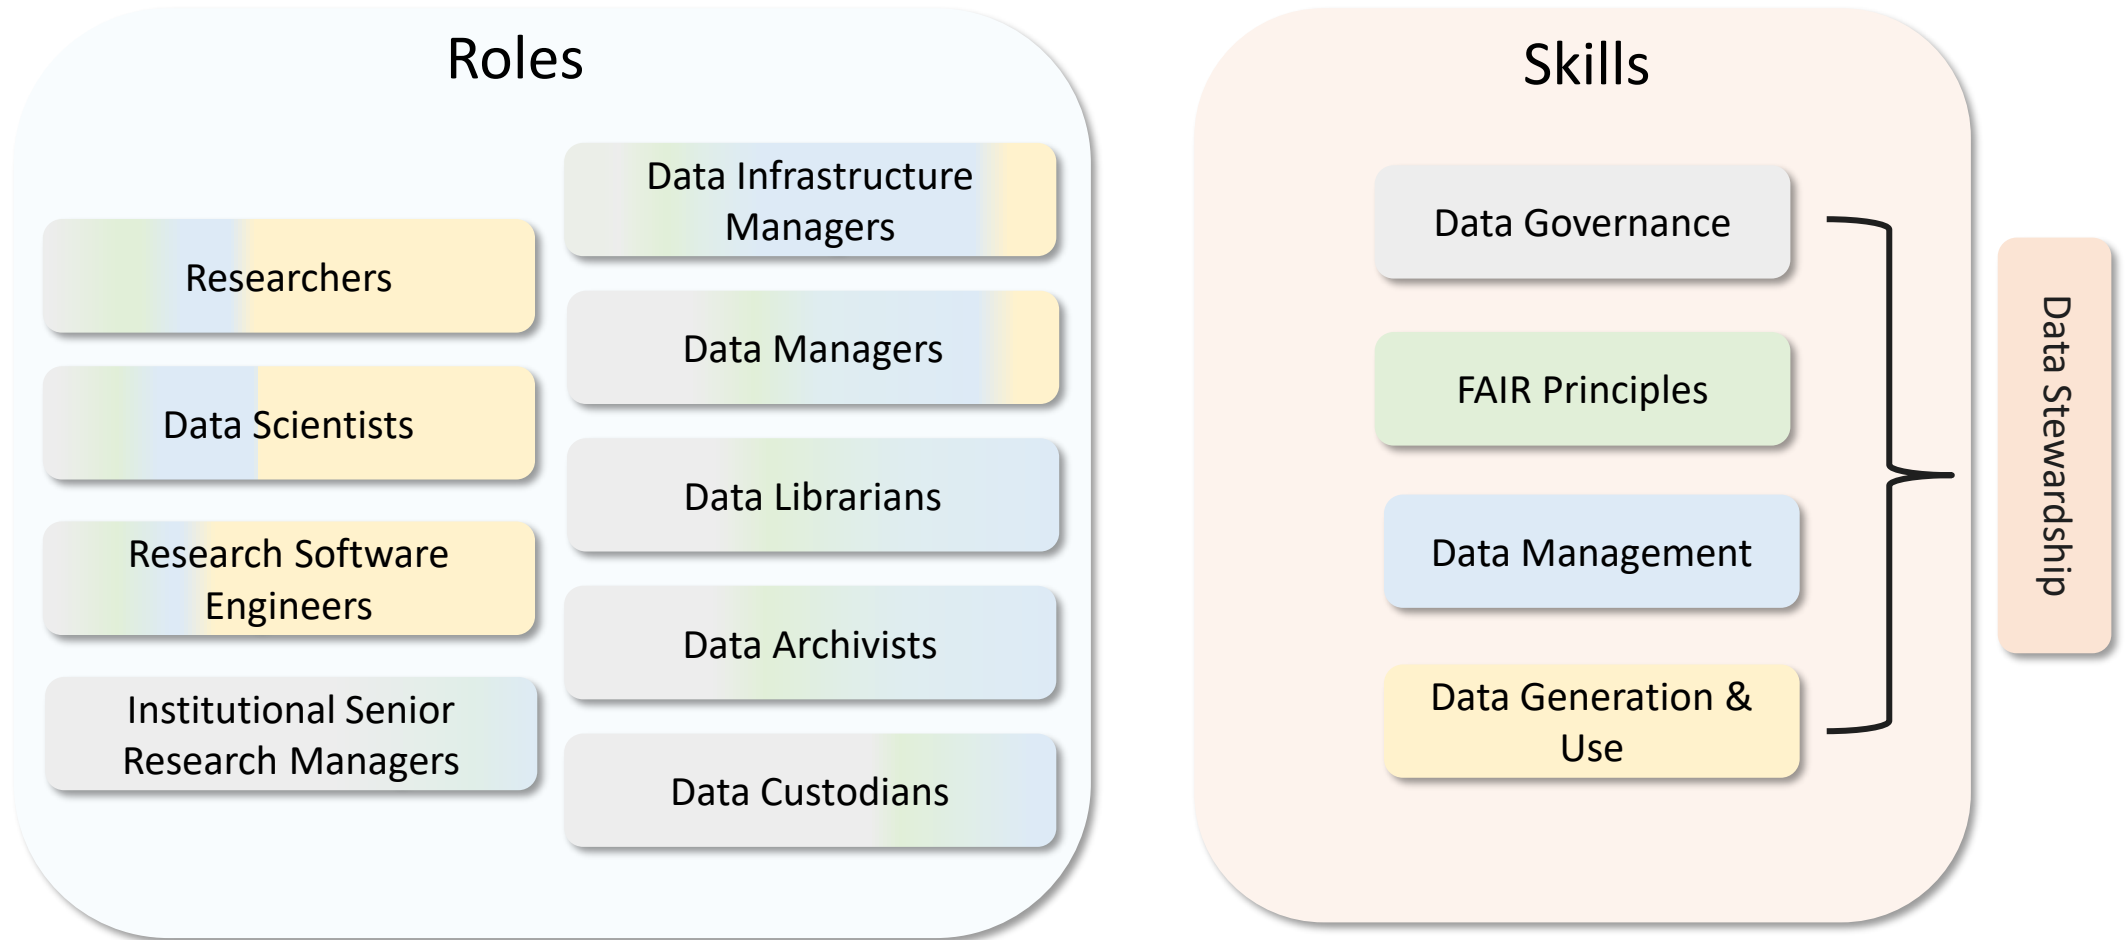 Roles
Researchers
Data Scientists
Research Software
Engineers
Institutional Senior
Research Managers
Data Infrastructure
Managers
Data Managers
Data Librarians
Data Archivists
Data Custodians
Skills
Data Governance
FAIR Principles
Data Management
Data Generation &
Use
Data Stewardship